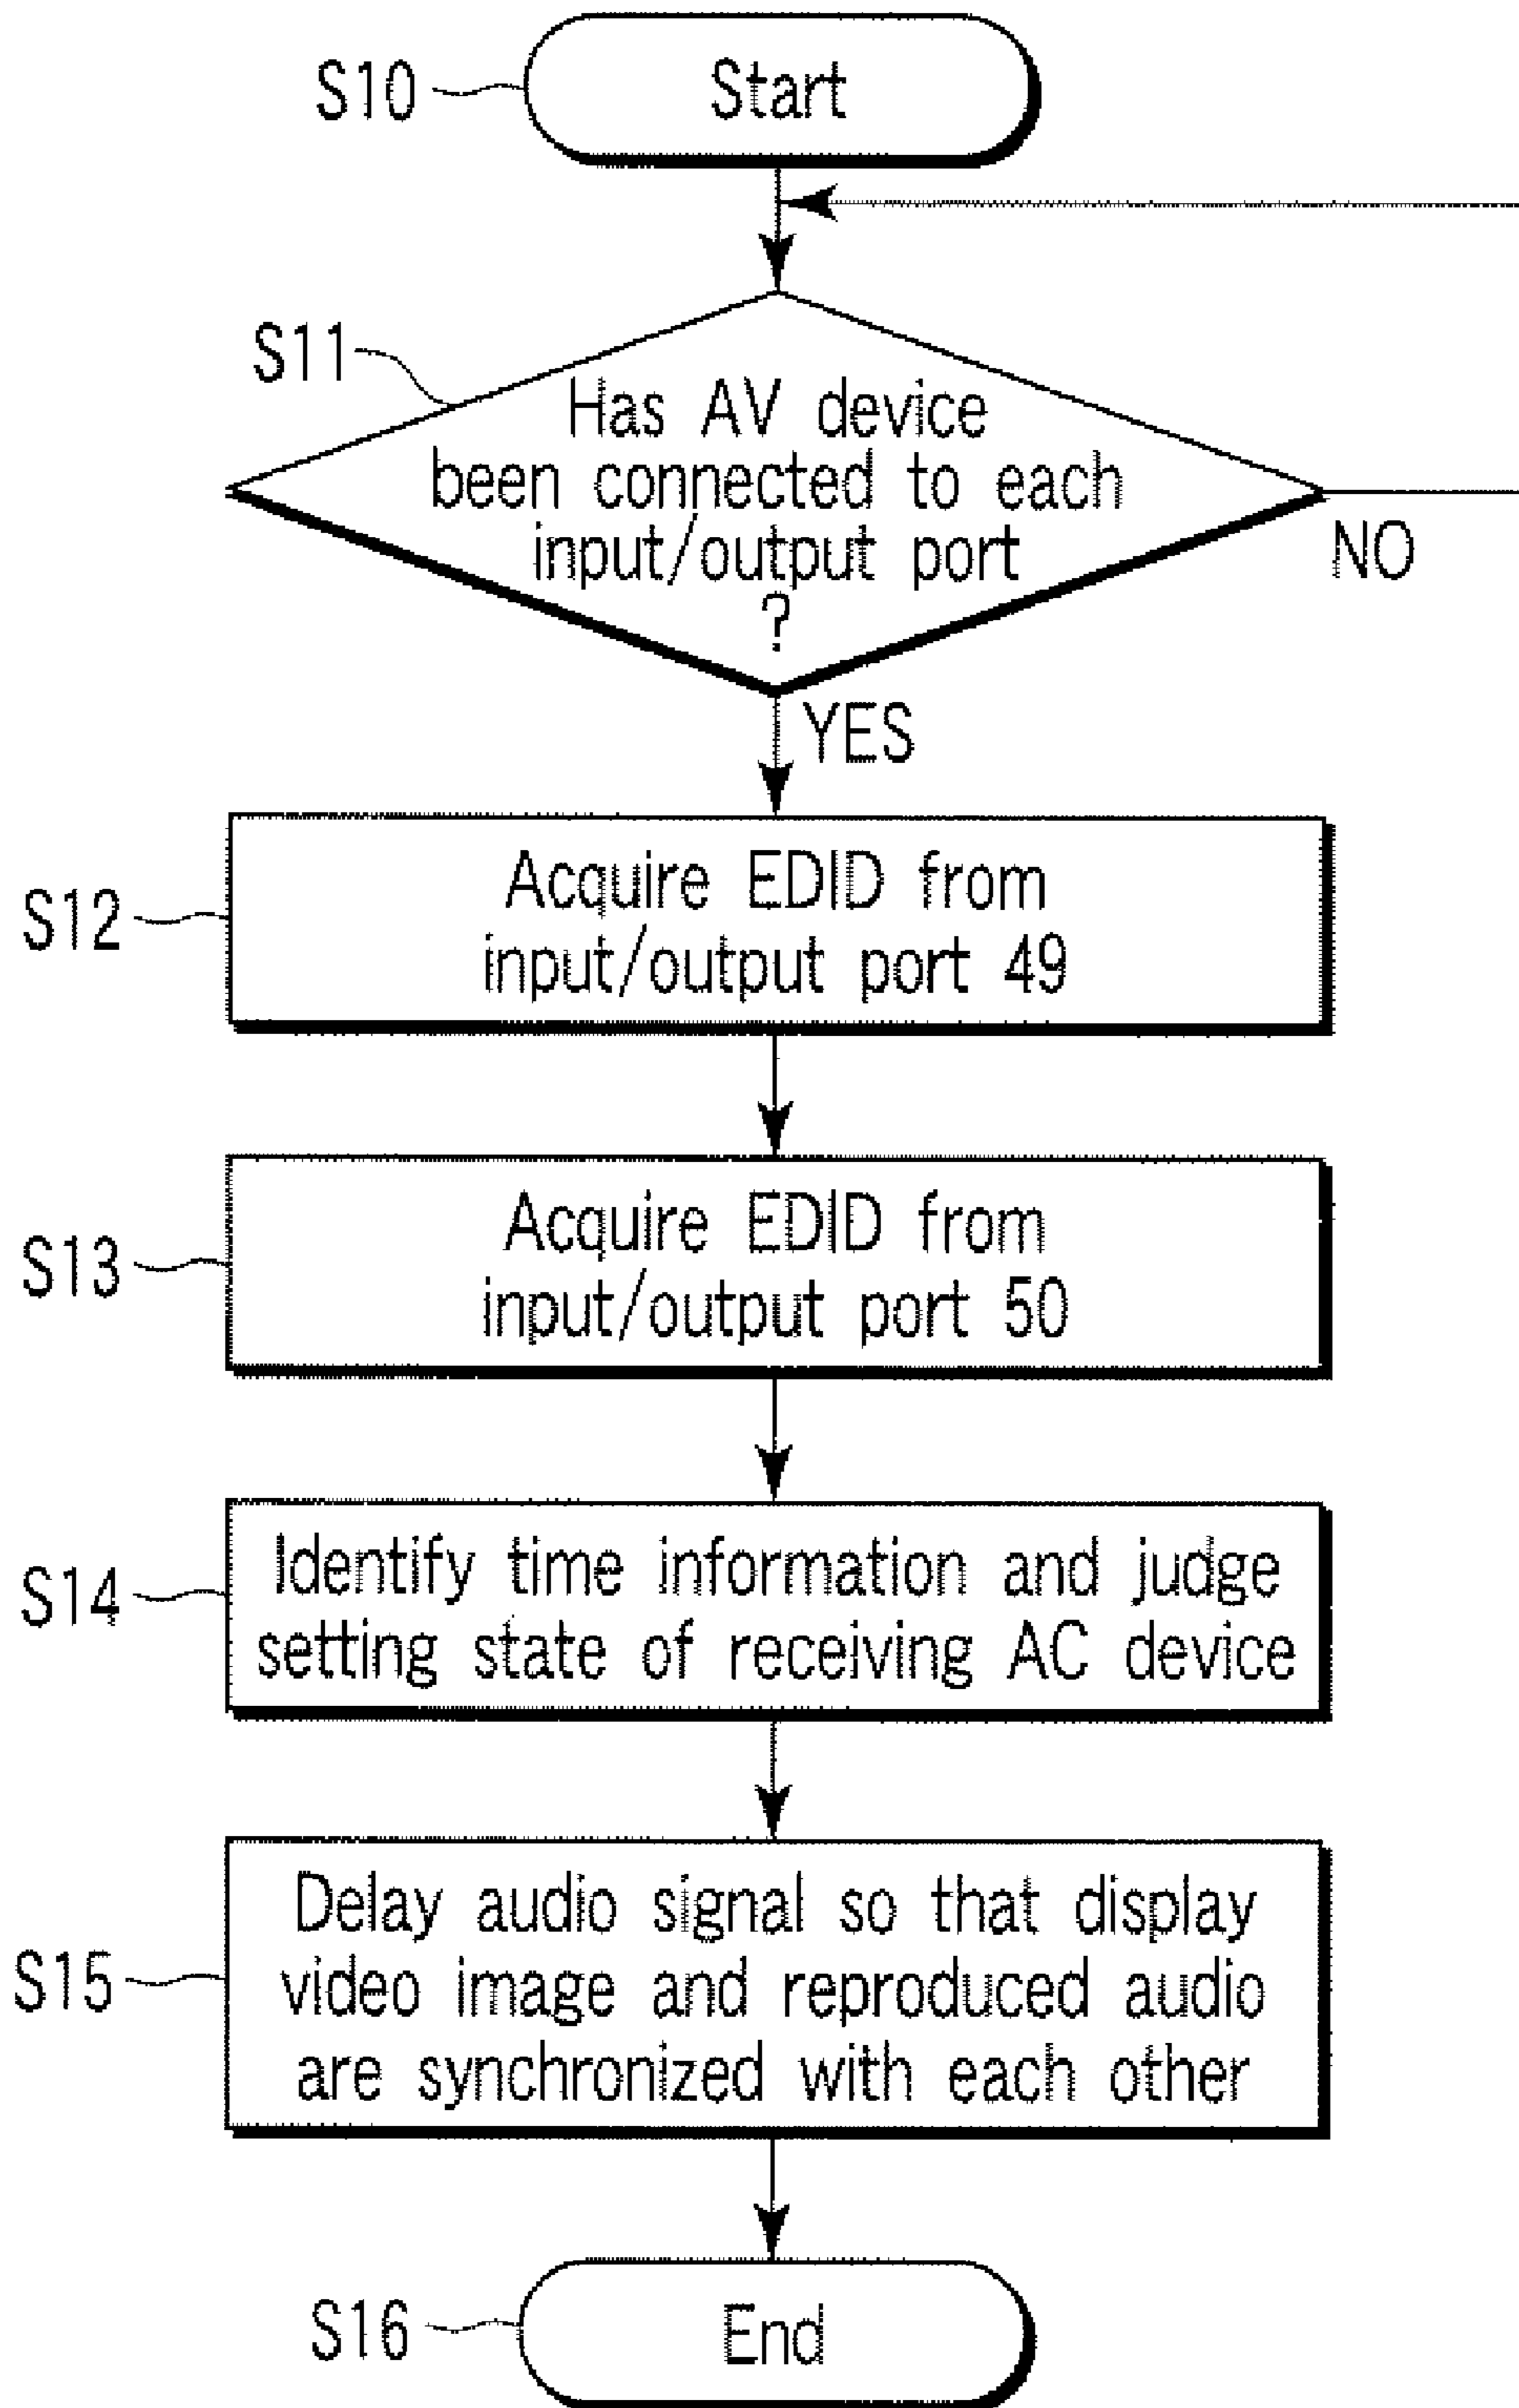 S10
Start
S11
Has AV device
been connected to each
input/output port
?
NO
YES
S12
Acquire EDID from
input/output port 49
S13
Acquire EDID from
input/output port 50
S14
Identify time information and judge
setting state of receiving AC device
S15
Delay audio signal so that display
video image and reproduced audio
are synchronized with each other
S16
End